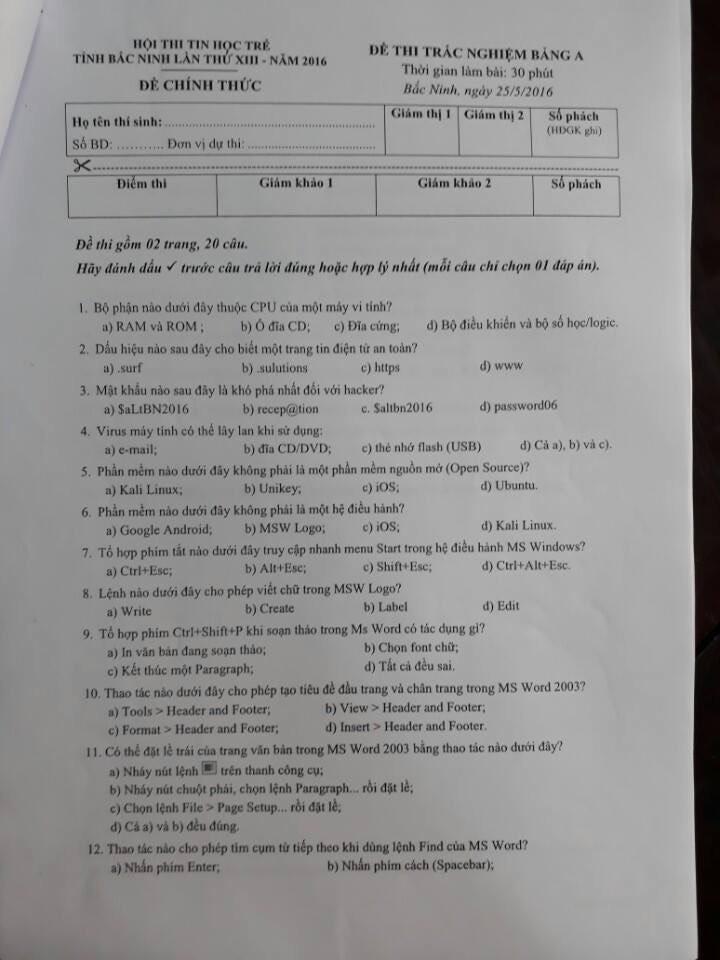 HỘI THI TIN HỌC TRẺ
TỈNH BẮC NINH LẦN THỨ XIII - NĂM 2016
ĐỀ CHÍNH THỨC
ĐỀ THI TRẮC NGHIỆM BẢNG A
Thời gian làm bài: 30 phút
Bắc Ninh, ngày 25/5/2016
Họ tên thí sinh: ..........................................................
Số BD: ........... Đơn vị dự thi: ...................................
Giám thị 1 Giám thị 2 Số phách
(HĐGK ghi)
Điểm thi Giám khảo 1 Giám khảo 2 Số phách
Đề thi gồm 02 trang, 20 câu.
Hãy đánh dấu ✓ trước câu trả lời đúng hoặc hợp lý nhất (mỗi câu chỉ chọn 01 đáp án).
1. Bộ phận nào dưới đây thuộc CPU của một máy vi tính?
a) RAM và ROM ; b) Ổ đĩa CD; c) Đĩa cứng; d) Bộ điều khiển và bộ số học/logic.
2. Dấu hiệu nào sau đây cho biết một trang tin điện tử an toàn?
a) .surf b) .sulutions c) https d) www
3. Mật khẩu nào sau đây là khó phá nhất đối với hacker?
a) $aLtBN2016 b) recep@tion c. $altbn2016 d) password06
4. Virus máy tính có thể lây lan khi sử dụng:
a) e-mail; b) đĩa CD/DVD; c) thẻ nhớ flash (USB) d) Cả a), b) và c).
5. Phần mềm nào dưới đây không phải là một phần mềm nguồn mở (Open Source)?
a) Kali Linux; b) Unikey; c) iOS; d) Ubuntu.
6. Phần mềm nào dưới đây không phải là một hệ điều hành?
a) Google Android; b) MSW Logo; c) iOS; d) Kali Linux.
7. Tổ hợp phím tắt nào dưới đây truy cập nhanh menu Start trong hệ điều hành MS Windows?
a) Ctrl+Esc; b) Alt+Esc; c) Shift+Esc; d) Ctrl+Alt+Esc.
8. Lệnh nào dưới đây cho phép viết chữ trong MSW Logo?
a) Write b) Create b) Label d) Edit
9. Tổ hợp phím Ctrl+Shift+P khi soạn thảo trong Ms Word có tác dụng gì?
a) In văn bản đang soạn thảo; b) Chọn font chữ;
c) Kết thúc một Paragraph; d) Tất cả đều sai.
10. Thao tác nào dưới đây cho phép tạo tiêu đề đầu trang và chân trang trong MS Word 2003?
a) Tools > Header and Footer; b) View > Header and Footer;
c) Format > Header and Footer; d) Insert > Header and Footer.
11. Có thể đặt lề trái của trang văn bản trong MS Word 2003 bằng thao tác nào dưới đây?
a) Nháy nút lệnh trên thanh công cụ;
b) Nháy nút chuột phải, chọn lệnh Paragraph... rồi đặt lề;
c) Chọn lệnh File > Page Setup... rồi đặt lề;
d) Cả a) và b) đều đúng.
12. Thao tác nào cho phép tìm cụm từ tiếp theo khi dùng lệnh Find của MS Word?
a) Nhấn phím Enter; b) Nhấn phím cách (Spacebar);